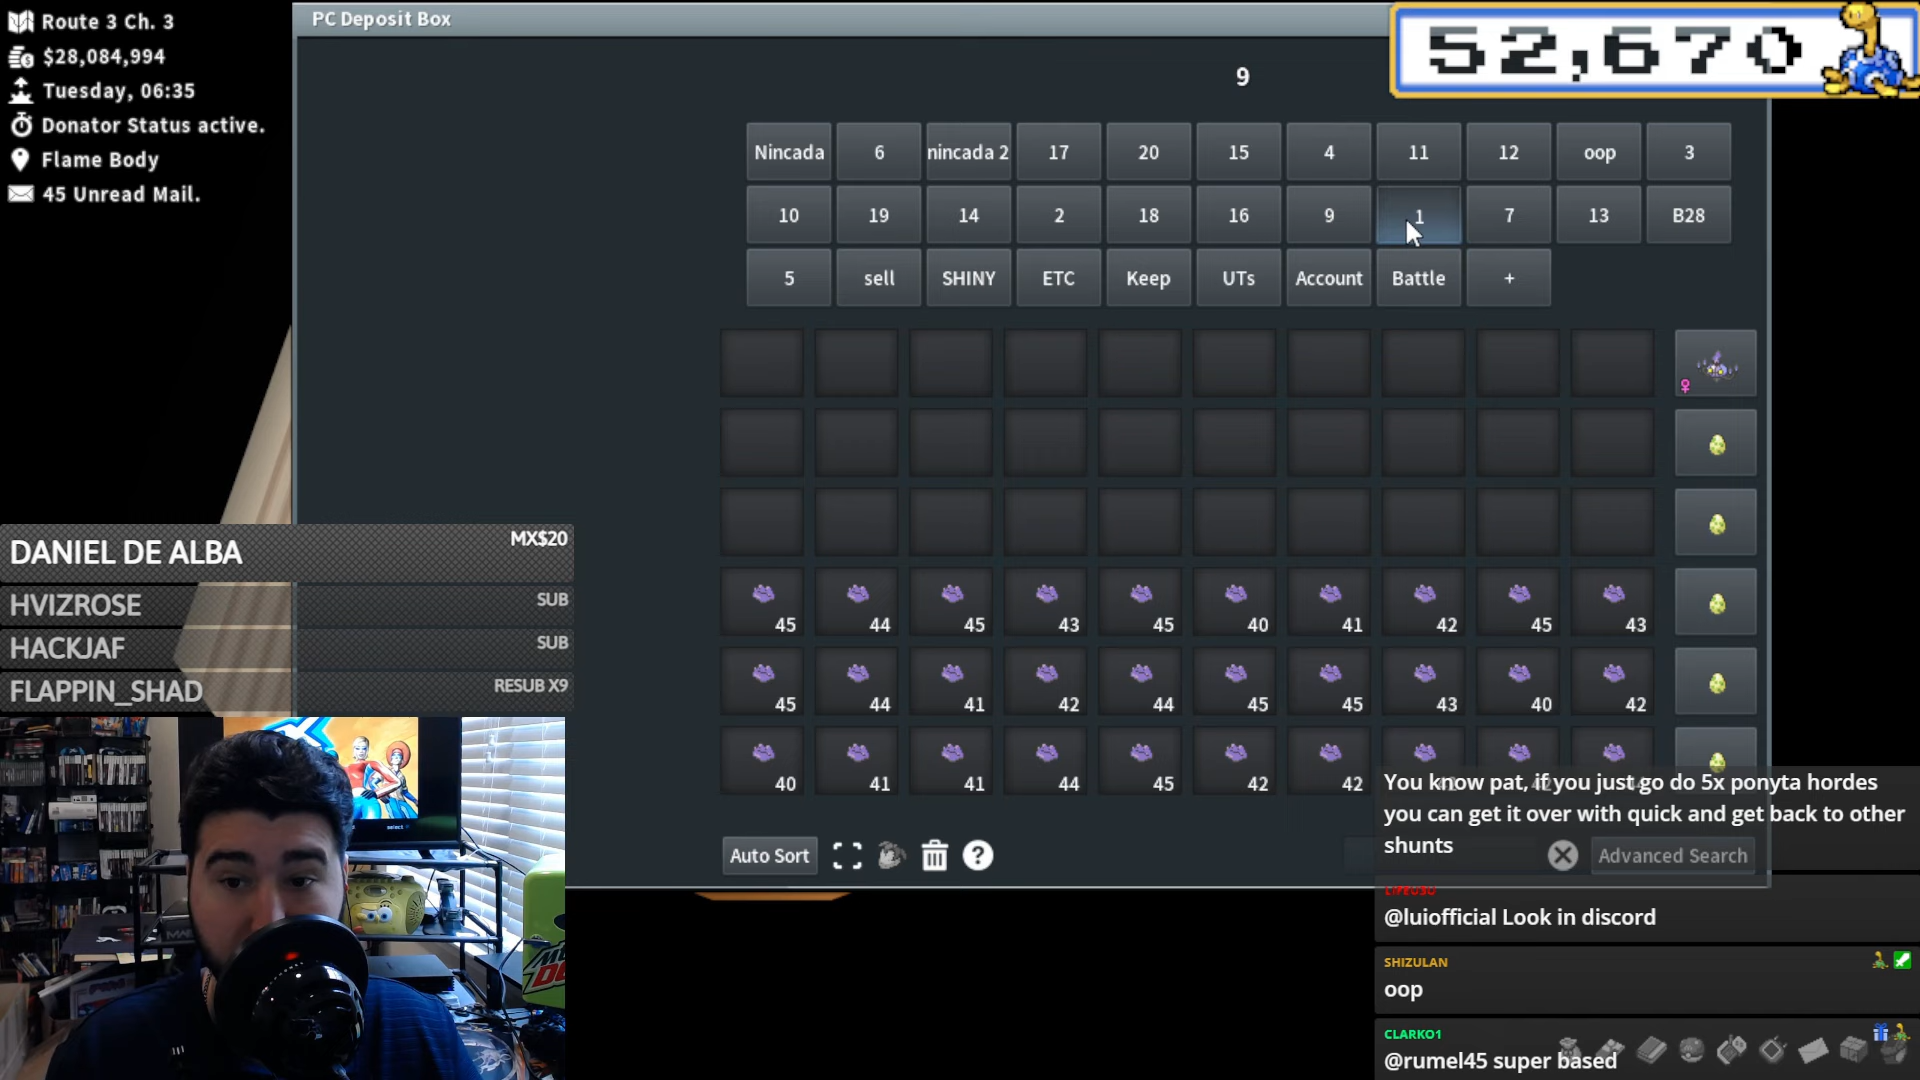 Route 3 Ch. 3
$28,084,994
Tuesday, 06:35
Donator Status active.
Flame Body
45 Unread Mail.
PC Deposit Box
52,670
9
Nincada 6 nincada 2 17 20 15 4 11 12 oop 3
10 19 14 2 18 16 9 1 7 13 B28
5 sell SHINY ETC Keep UTs Account Battle +
45 44 45 43 45 40 41 42 45 43
45 44 41 42 44 45 45 43 40 42
40 41 41 44 45 42 42
Auto Sort
?
Advanced Search
DANIEL DE ALBA MX$20
HVIZROSE SUB
HACKJAF SUB
FLAPPIN_SHAD RESUB X9
select
You know pat, if you just go do 5x ponyta hordes
you can get it over with quick and get back to other
shunts
@luiofficial Look in discord
SHIZULAN
oop
CLARKO1
@rumel45 super based